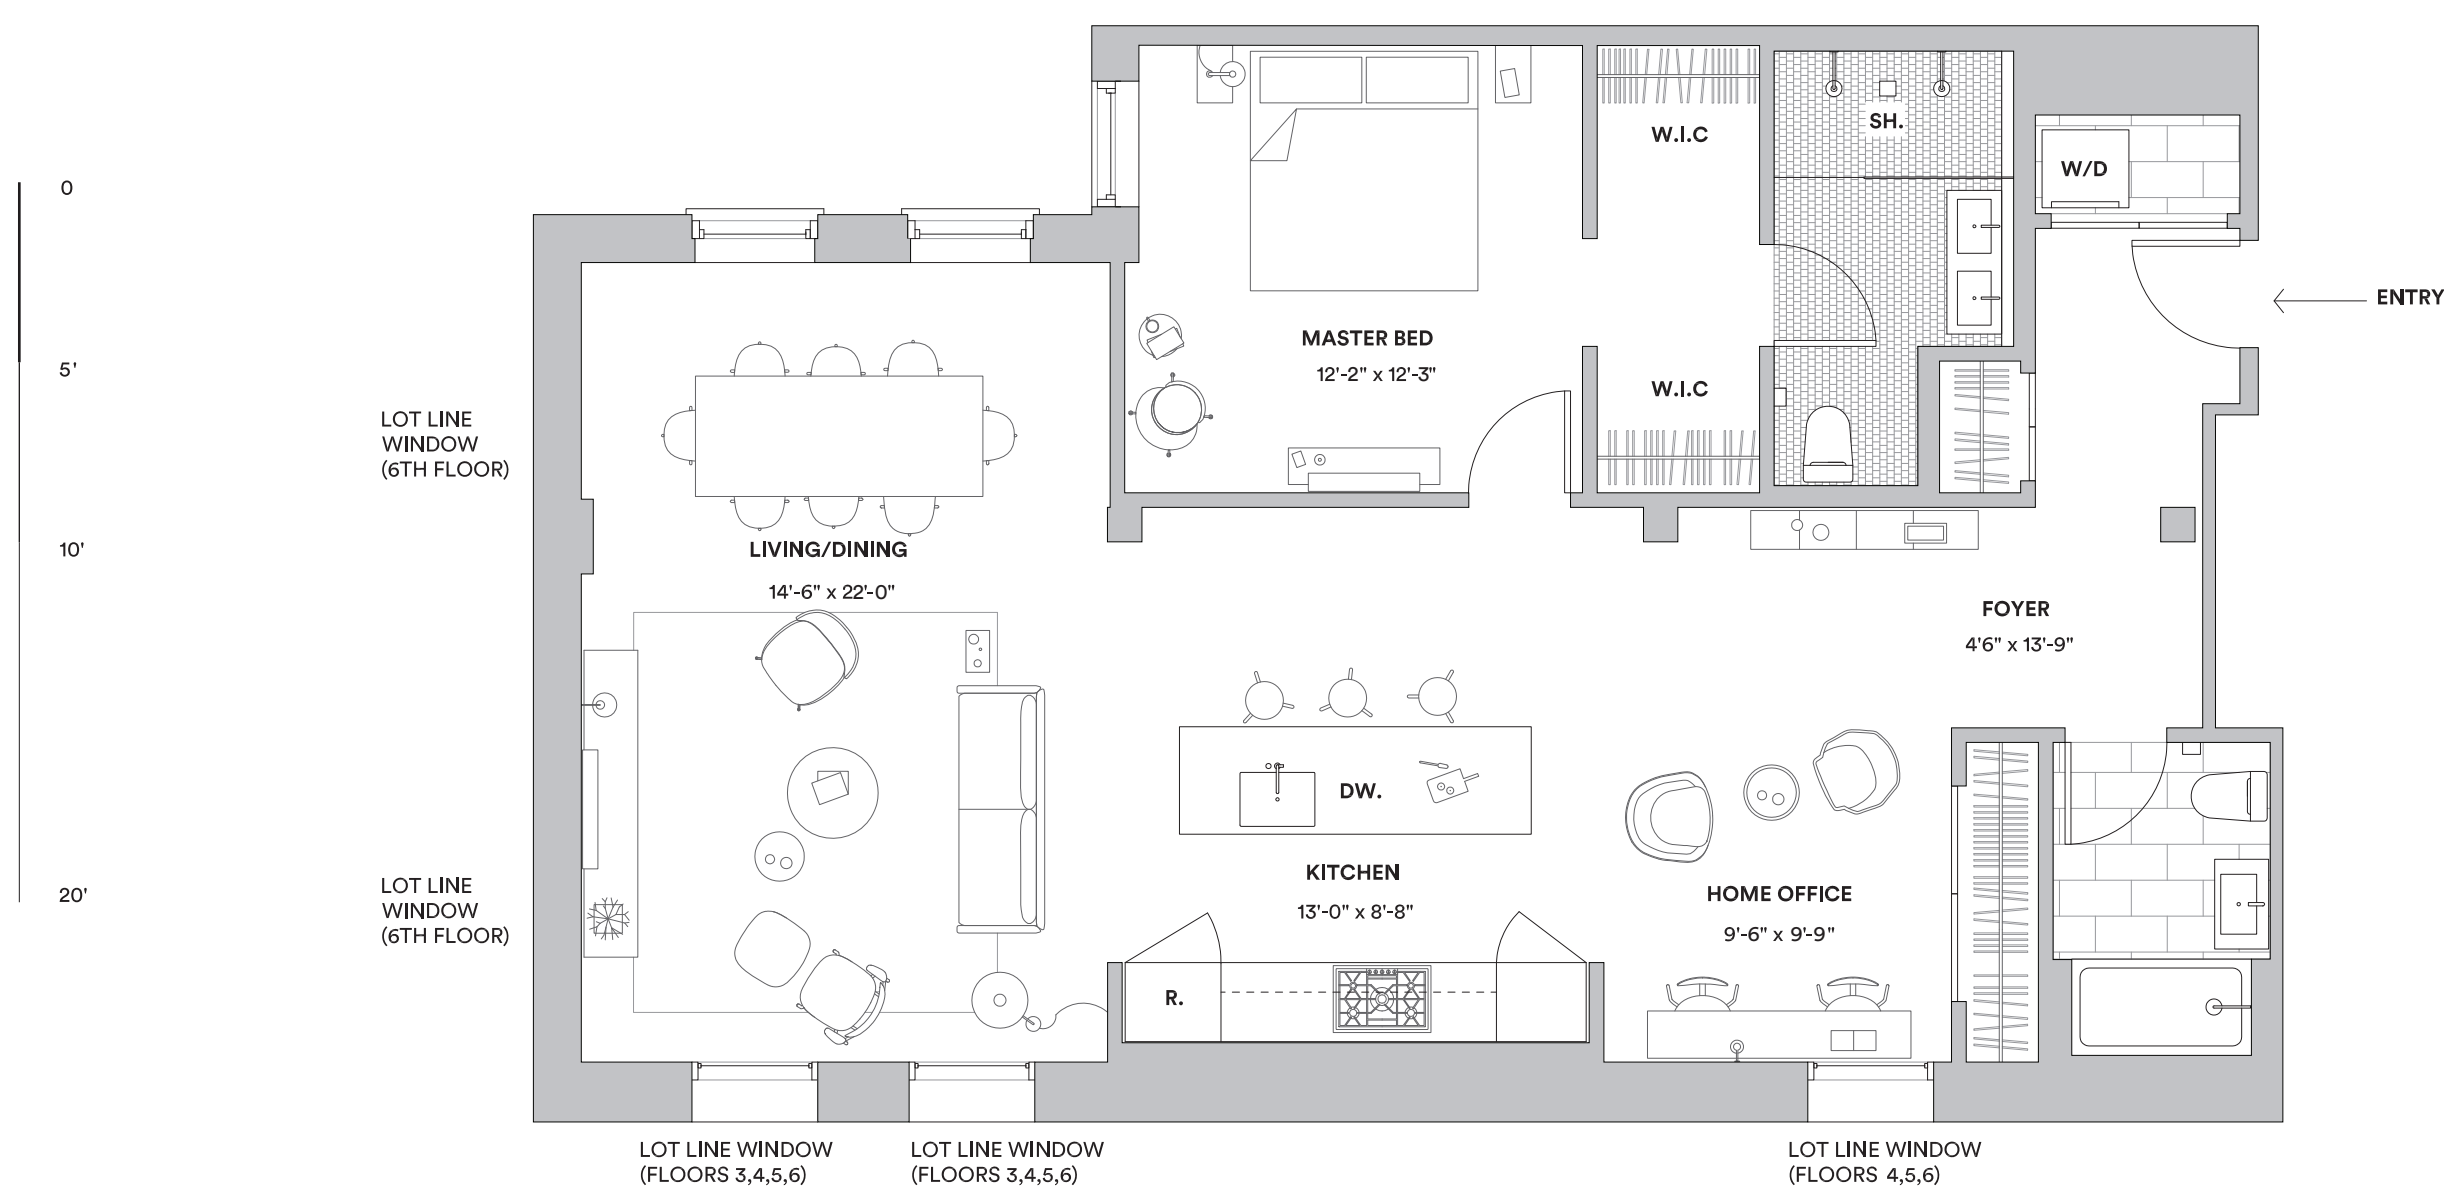 W.I.C
SH.
W/D
0
ENTRY
MASTER BED
12'-2" x 12'-3"
5'
W.I.C
LOT LINE
WINDOW
(6TH FLOOR)
10'
LIVING/DINING
14'-6" x 22'-0"
FOYER
4'6" x 13'-9"
DW.
KITCHEN
13'-0" x 8'-8"
LOT LINE
WINDOW
(6TH FLOOR)
20'
HOME OFFICE
9'-6" x 9'-9"
R.
LOT LINE WINDOW
(FLOORS 3,4,5,6)
LOT LINE WINDOW
(FLOORS 3,4,5,6)
LOT LINE WINDOW
(FLOORS 4,5,6)